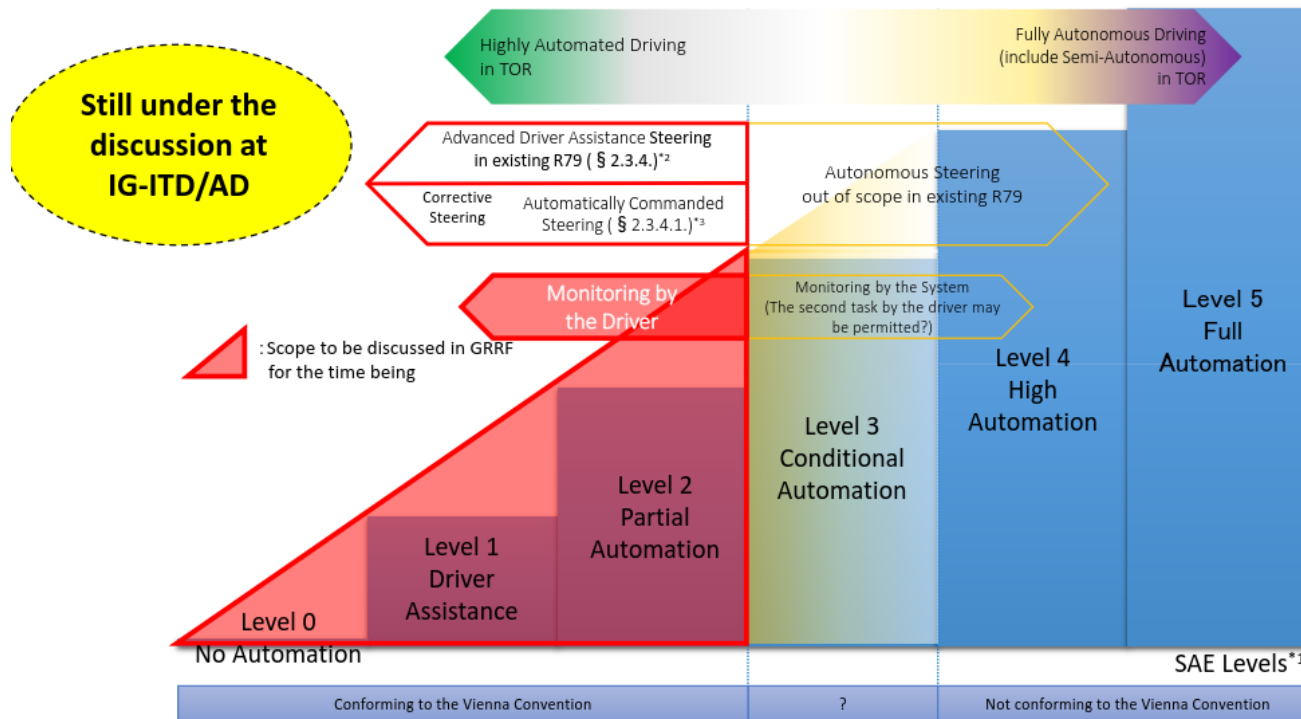 Highly Automated Driving
in TOR
Fully Autonomous Driving
(include Semi-Autonomous)
in TOR
Still under the
discussion at
IG-ITD/AD
Advanced Driver Assistance Steering
in existing R79 ( § 2.3.4.)*2
Corrective
Steering
Automatically Commanded
Steering ( § 2.3.4.1.)*3
Autonomous Steering
out of scope in existing R79
Monitoring by
the Driver
Monitoring by the System
(The second task by the driver may
be permitted?)
: Scope to be discussed in GRRF
for the time being
Level 0
No Automation
Level 1
Driver
Assistance
Level 2
Partial
Automation
Level 3
Conditional
Automation
Level 4
High
Automation
Level 5
Full
Automation
SAE Levels*1
Conforming to the Vienna Convention
?
Not conforming to the Vienna Convention